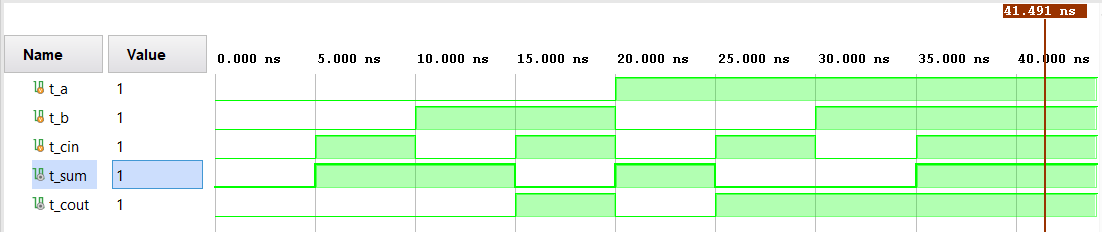 41.491 ns
Name Value 0.000 ns 5.000 ns 10.000 ns 15.000 ns 20.000 ns 25.000 ns 30.000 ns 35.000 ns 40.000 ns
t_a 1
t_b 1
t_cin 1
t_sum 1
t_cout 1